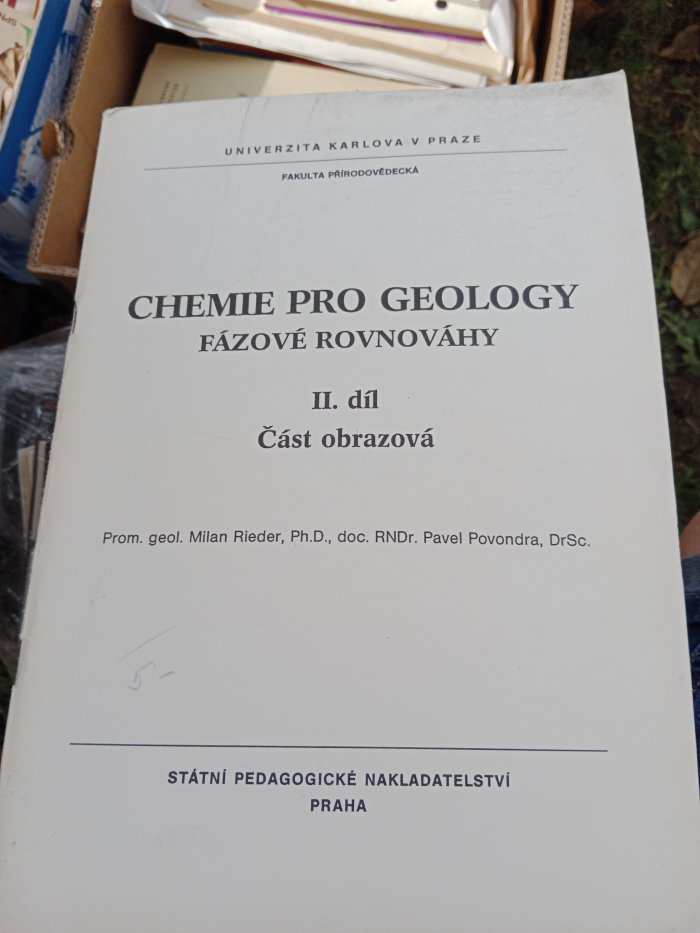 UNIVERZITA KARLOVA V PRAZE
FAKULTA PŘÍRODOVĚDECKÁ
CHEMIE PRO GEOLOGY
FÁZOVÉ ROVNOVÁHY
II. díl
Část obrazová
Prom. geol. Milan Rieder, Ph.D., doc. RNDr. Pavel Povondra, DrSc.
5-
STÁTNÍ PEDAGOGICKÉ NAKLADATELSTVÍ
PRAHA